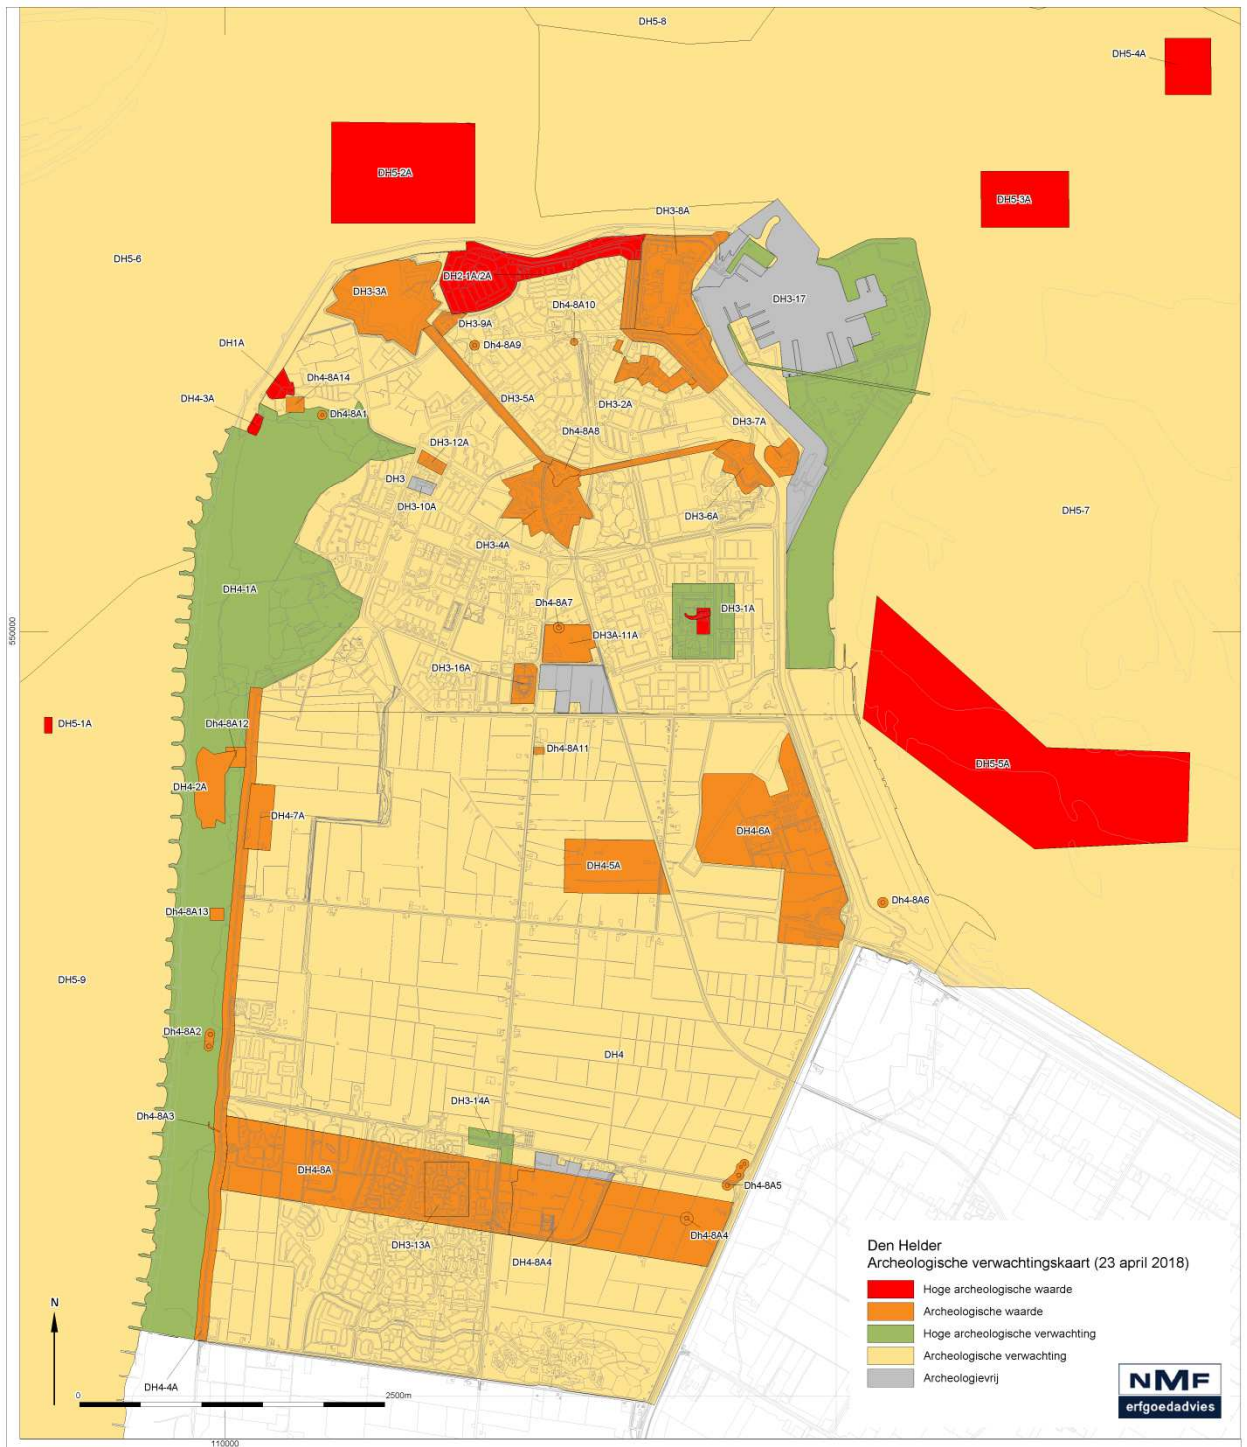 DH5-8
DH5-4A
DH5-2A
DH5-3A
DH3-8A
DH5-6
DH2-1A/2A
DH3-3A
DH3-17
Dh4-8A10
DH3-9A
DH1A
Dh4-8A9
Dh4-8A14
DH4-3A
DH3-5A
DH3-2A
Dh4-8A1
DH3-7A
Dh4-8A8
DH3-12A
DH3
DH3-10A
DH5-7
DH3-6A
DH3-4A
DH4-1A
Dh4-8A7
DH3-1A
550000
DH3A-11A
DH3-16A
DH5-1A
Dh4-8A12
Dh4-8A11
DH5-5A
DH4-2A
DH4-7A
DH4-6A
DH4-5A
Dh4-8A6
Dh4-8A13
DH5-9
Dh4-8A2
DH4
DH3-14A
Dh4-8A3
DH4-8A
Dh4-8A5
Dh4-8A4
DH3-13A
DH4-8A4
Den Helder
Archeologische verwachtingskaart (23 april 2018)
Hoge archeologische waarde
Archeologische waarde
Hoge archeologische verwachting
Archeologische verwachting
Archeologievrij
N
DH4-4A
0
2500m
NMF
erfgoedadvies
110000